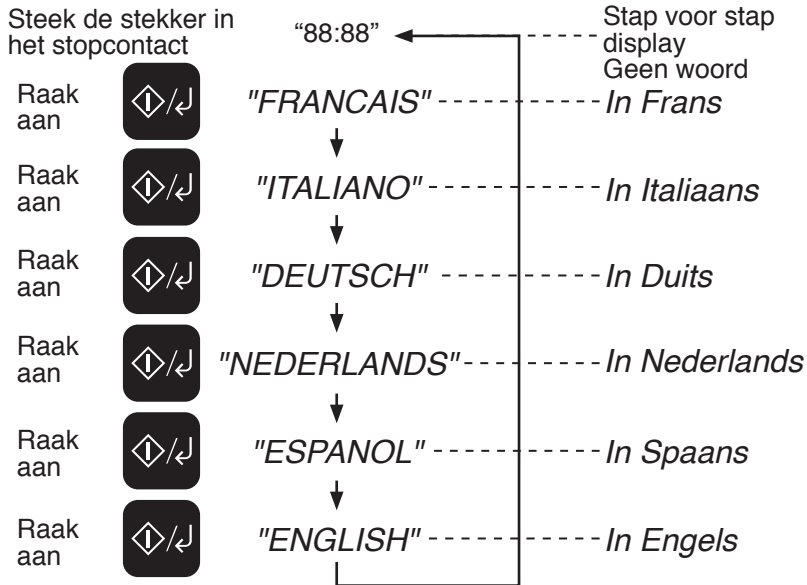 Steek de stekker in
het stopcontact
“88:88”
Stap voor stap
display
Geen woord
Raak
aan
"FRANCAIS"
In Frans
Raak
aan
"ITALIANO"
In Italiaans
Raak
aan
"DEUTSCH"
In Duits
Raak
aan
"NEDERLANDS"
In Nederlands
Raak
aan
"ESPANOL"
In Spaans
Raak
aan
"ENGLISH"
In Engels